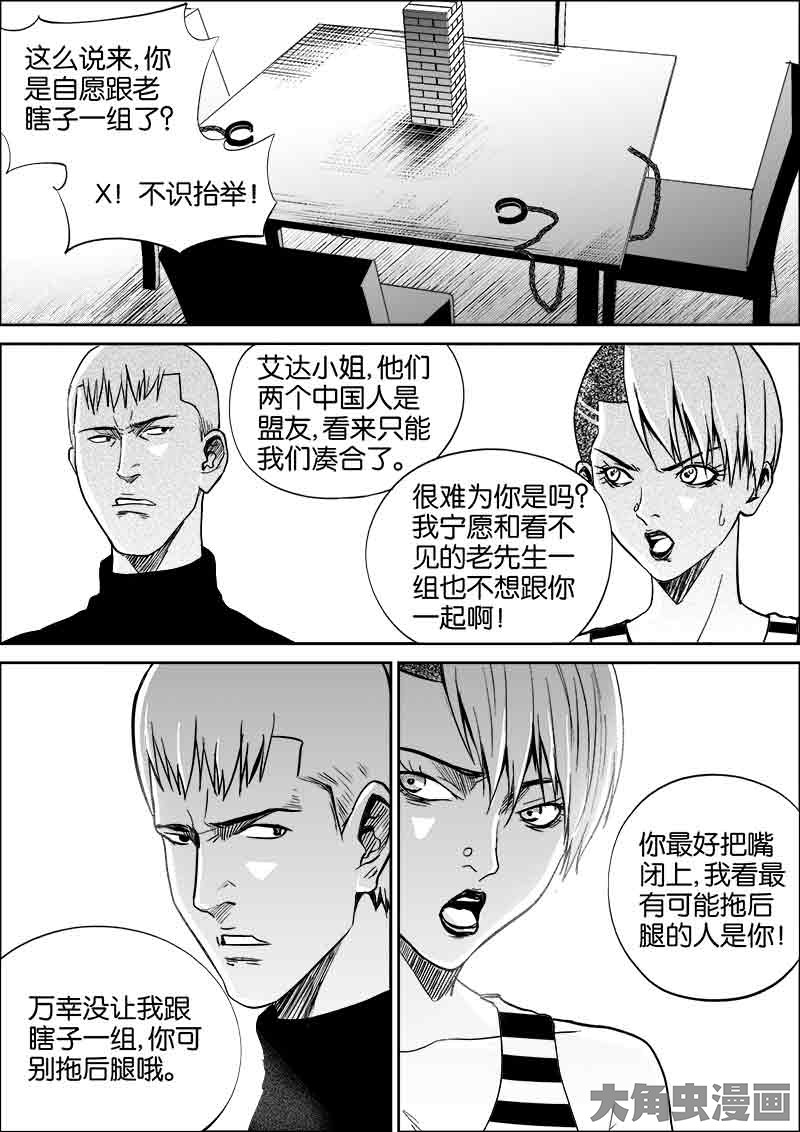 这么说来,你
是自愿跟老
瞎子一组了?
X! 不识抬举!
艾达小姐,他们
两个中国人是
盟友,看来只能
我们凑合了。
很难为你是吗?
我宁愿和看不
见的老先生一
组也不想跟你
一起啊!
万幸没让我跟
瞎子一组,你可
别拖后腿哦。
你最好把嘴
闭上,我看最
有可能拖后
腿的人是你!
大角虫漫画